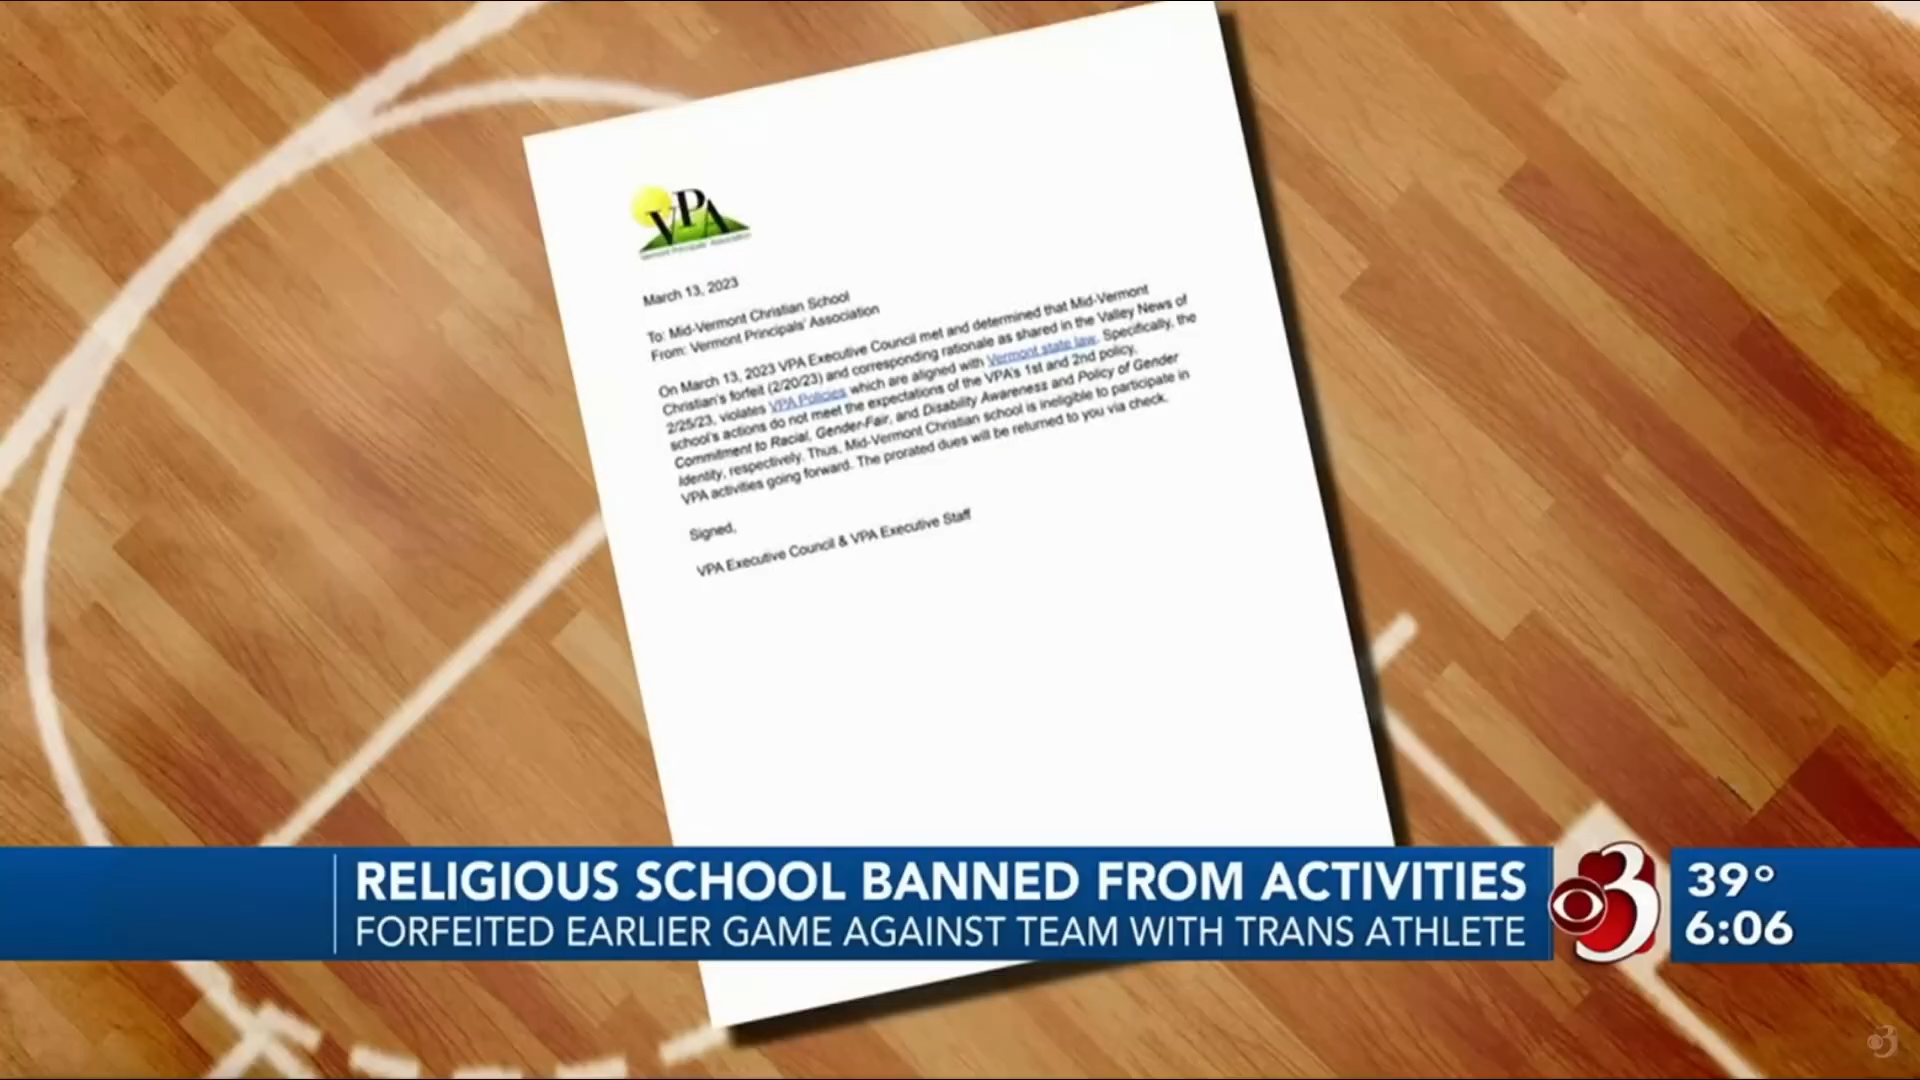 VPA
Vermont Principals' Association
March 13, 2023
To: Mid-Vermont Christian School
From: Vermont Principals' Association
On March 13, 2023 VPA Executive Council met and determined that Mid-Vermont
Christian's forfeit (2/20/23) and corresponding rationale as shared in the Valley News of
2/25/23, violates VPA Policies which are aligned with Vermont state law. Specifically, the
school's actions do not meet the expectations of the VPA's 1st and 2nd policy,
Commitment to Racial, Gender-Fair, and Disability Awareness and Policy of Gender
Identity, respectively. Thus, Mid-Vermont Christian school is ineligible to participate in
VPA activities going forward. The prorated dues will be returned to you via check.
Signed,
VPA Executive Council & VPA Executive Staff
RELIGIOUS SCHOOL BANNED FROM ACTIVITIES
FORFEITED EARLIER GAME AGAINST TEAM WITH TRANS ATHLETE
3
39°
6:06
3